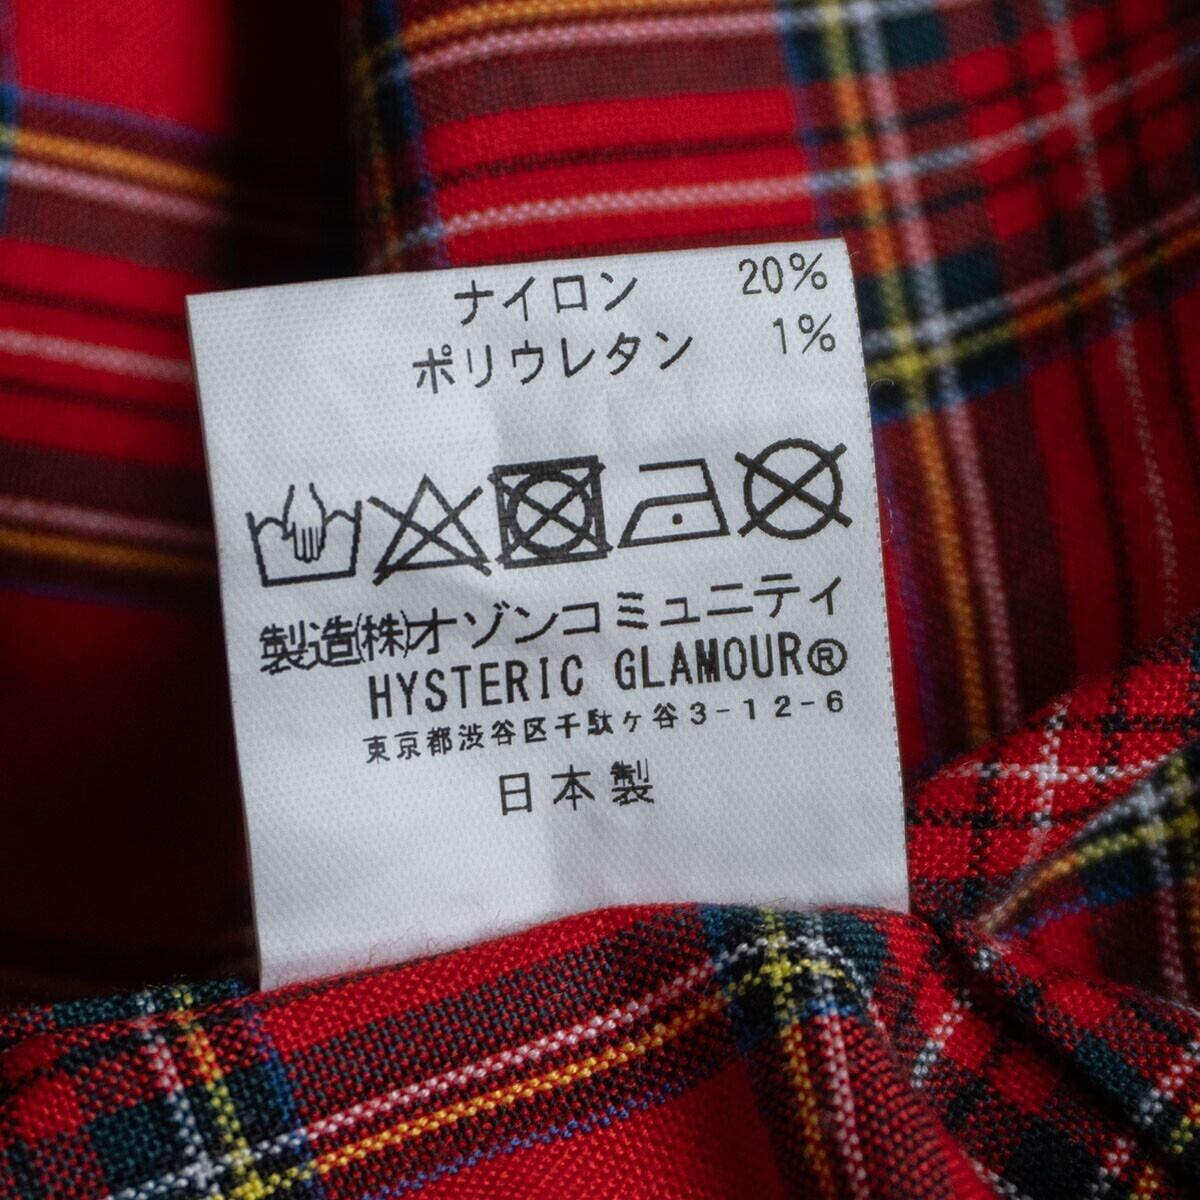 ナイロン 20%
ポリウレタン 1%
製造㈱オゾンコミュニティ
HYSTERIC GLAMOUR®
東京都渋谷区千駄ヶ谷3-12-6
日本製